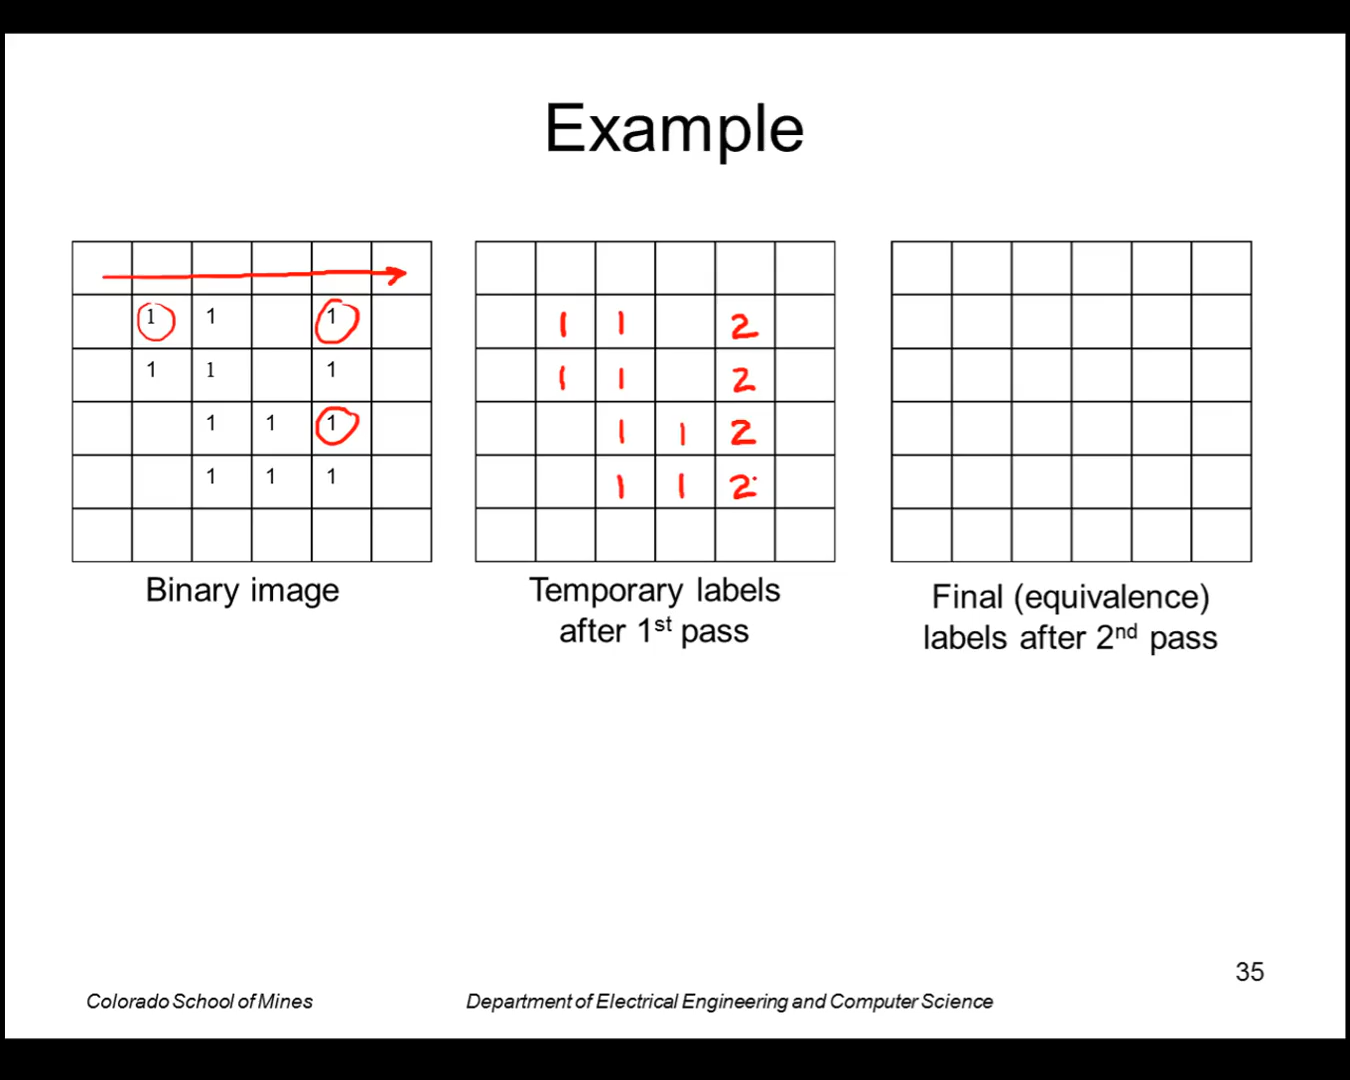 Example
1 1 1 1 1 2
1 1 1 1 1 2
1 1 1 1 1 2
1 1 1 1 1 2
Binary image
Temporary labels
after 1st pass
Final (equivalence)
labels after 2nd pass
35
Colorado School of Mines
Department of Electrical Engineering and Computer Science